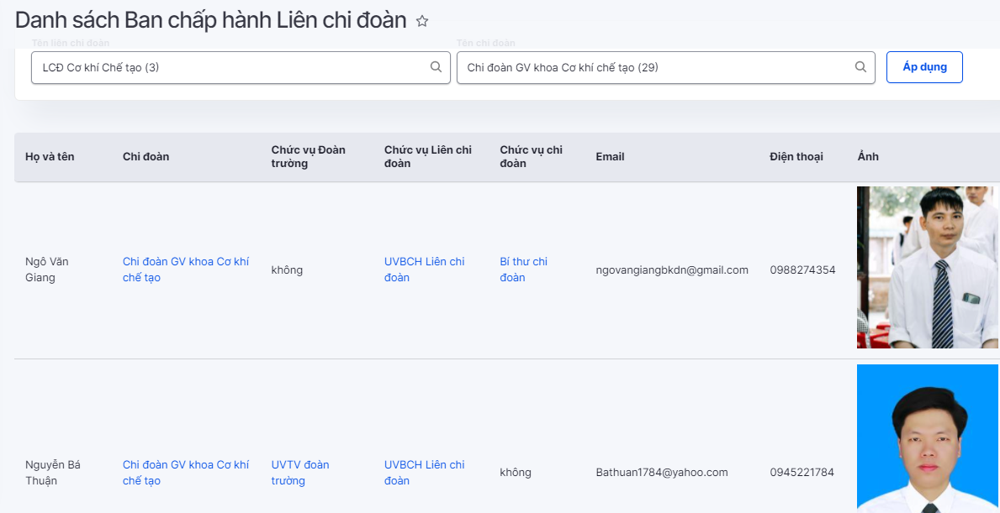 Danh sách Ban chấp hành Liên chi đoàn
Tên liên chi đoàn
Tên chi đoàn
LCĐ Cơ khí Chế tạo (3)
Chi đoàn GV khoa Cơ khí chế tạo (29)
Áp dụng
Họ và tên
Chi đoàn
Chức vụ Đoàn
trường
Chức vụ Liên chi
đoàn
Chức vụ chi
đoàn
Email
Điện thoại
Ảnh
Ngô Văn
Giang
Chi đoàn GV khoa Cơ khí
chế tạo
không
UVBCH Liên chi
đoàn
Bí thư chi
đoàn
ngovangiangbkdn@gmail.com
0988274354
Nguyễn Bá
Thuận
Chi đoàn GV khoa Cơ khí
chế tạo
UVTV đoàn
trường
UVBCH Liên chi
đoàn
không
Bathuan1784@yahoo.com
0945221784